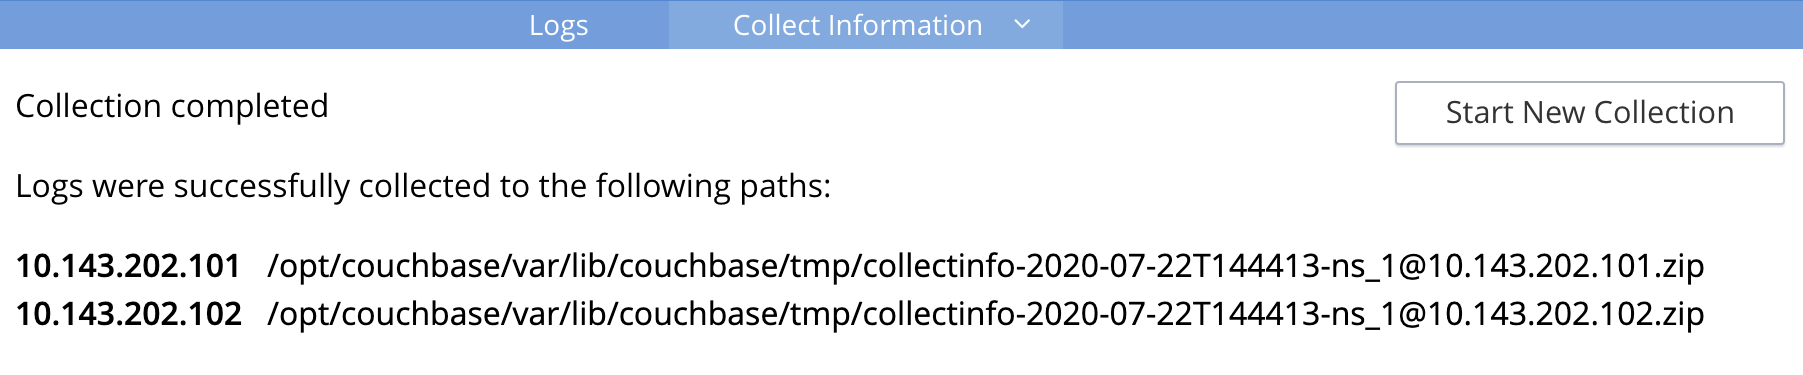 Logs
Collect Information
Collection completed
Start New Collection
Logs were successfully collected to the following paths:
10.143.202.101 /opt/couchbase/var/lib/couchbase/tmp/collectinfo-2020-07-22T144413-ns_1@10.143.202.101.zip
10.143.202.102 /opt/couchbase/var/lib/couchbase/tmp/collectinfo-2020-07-22T144413-ns_1@10.143.202.102.zip